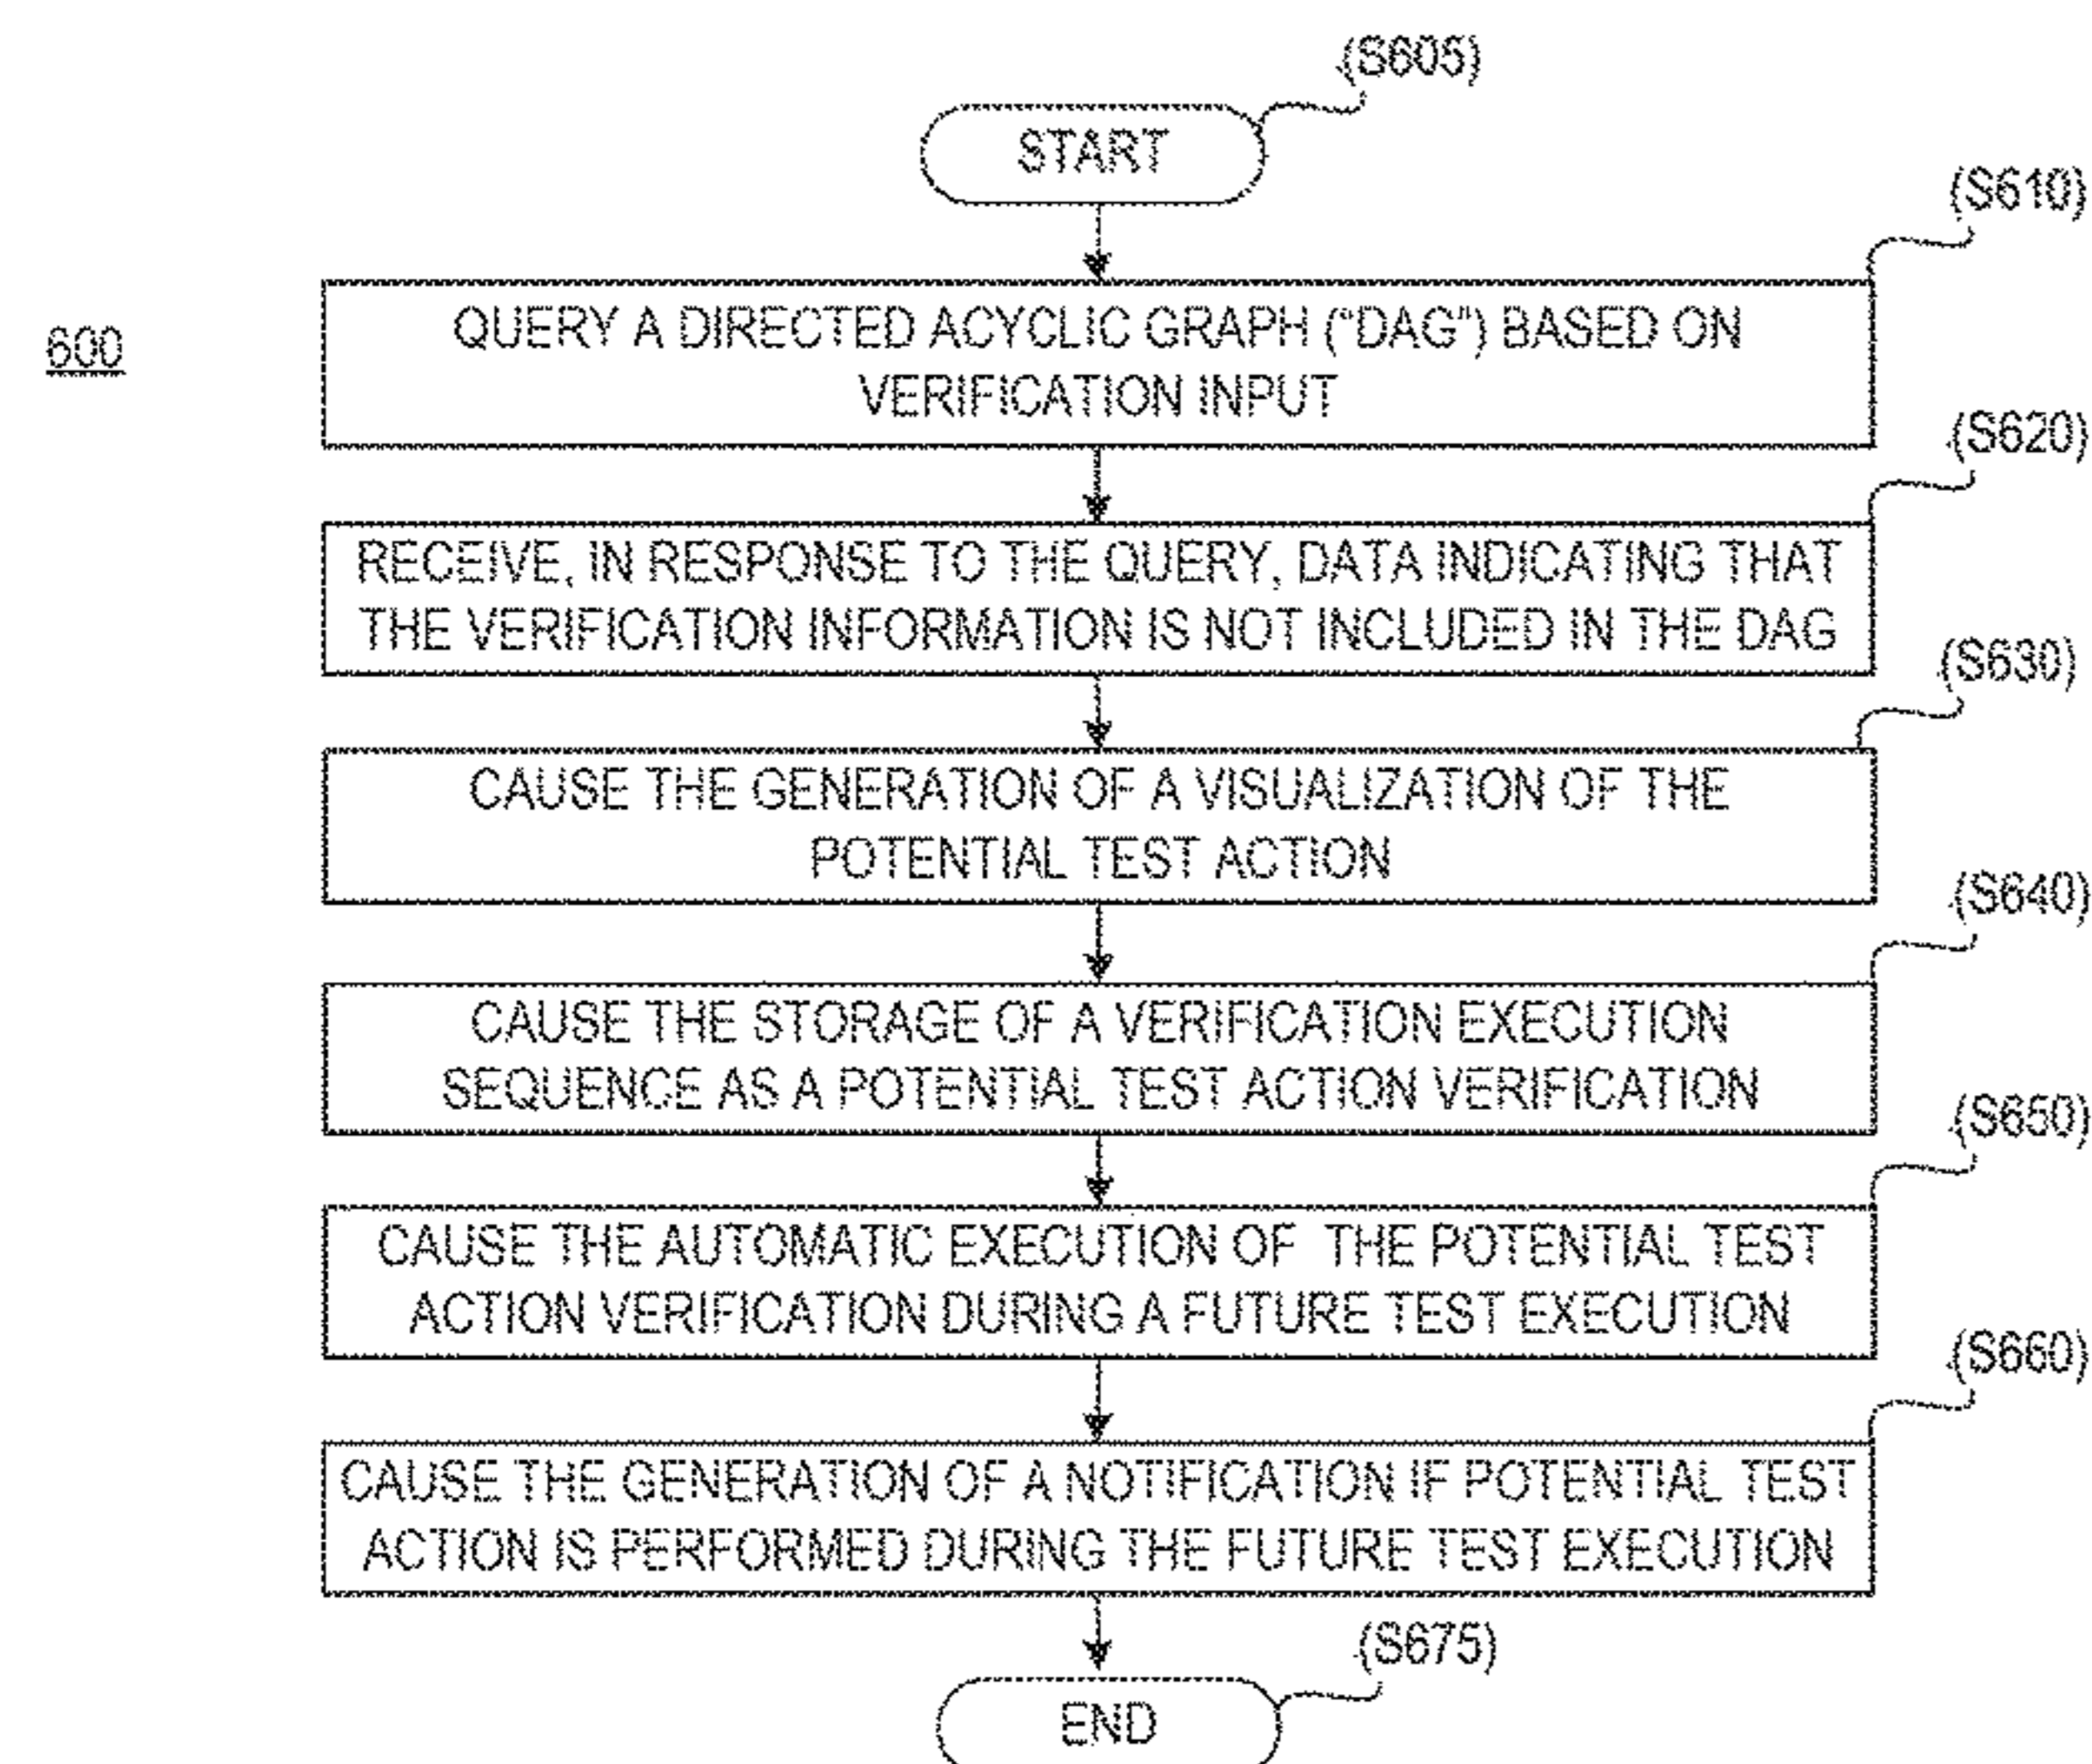 (S605)
START
(S610)
600
QUERY A DIRECTED ACYCLIC GRAPH ("DAG") BASED ON
VERIFICATION INPUT
(S620)
RECEIVE, IN RESPONSE TO THE QUERY, DATA INDICATING THAT
THE VERIFICATION INFORMATION IS NOT INCLUDED IN THE DAG
(S630)
CAUSE THE GENERATION OF A VISUALIZATION OF THE
POTENTIAL TEST ACTION
(S640)
CAUSE THE STORAGE OF A VERIFICATION EXECUTION
SEQUENCE AS A POTENTIAL TEST ACTION VERIFICATION
(S650)
CAUSE THE AUTOMATIC EXECUTION OF THE POTENTIAL TEST
ACTION VERIFICATION DURING A FUTURE TEST EXECUTION
(S660)
CAUSE THE GENERATION OF A NOTIFICATION IF POTENTIAL TEST
ACTION IS PERFORMED DURING THE FUTURE TEST EXECUTION
(S675)
END